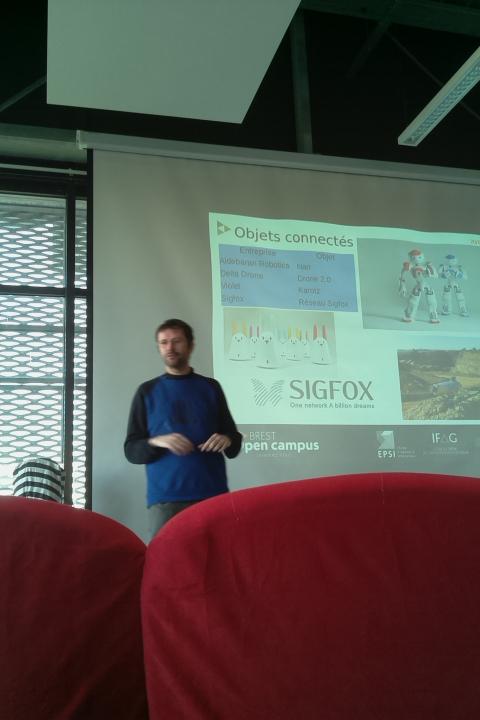 Objets connectés
Entreprise Objet
Aldebaran Robotics Nao
Delta Drone Drone 2.0
Violet Karotz
Sigfox Réseau Sigfox
SIGFOX
One network A billion dreams
BREST
Open campus
EPSI
IFAG